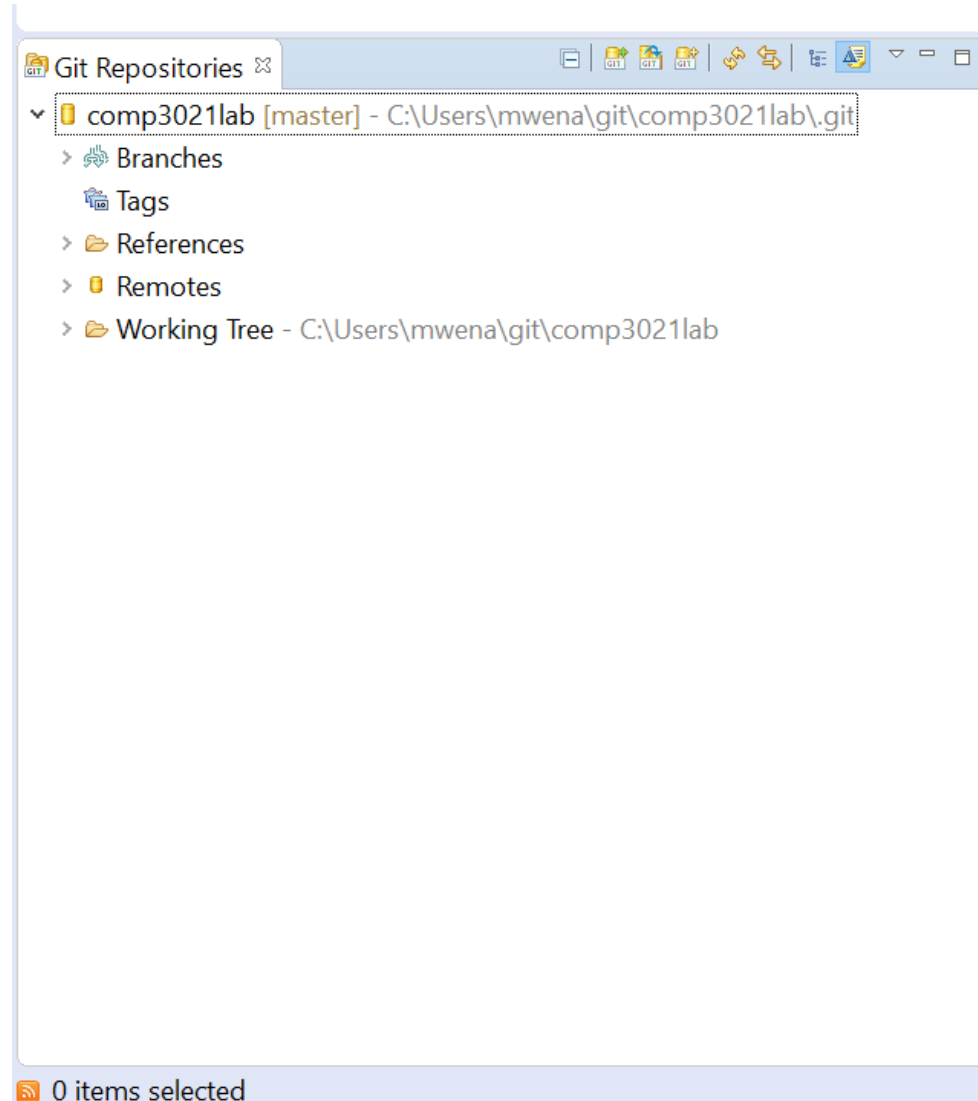 Git Repositories
comp3021lab [master] - C:\Users\mwena\git\comp3021lab\.git
Branches
Tags
References
Remotes
Working Tree - C:\Users\mwena\git\comp3021lab
0 items selected